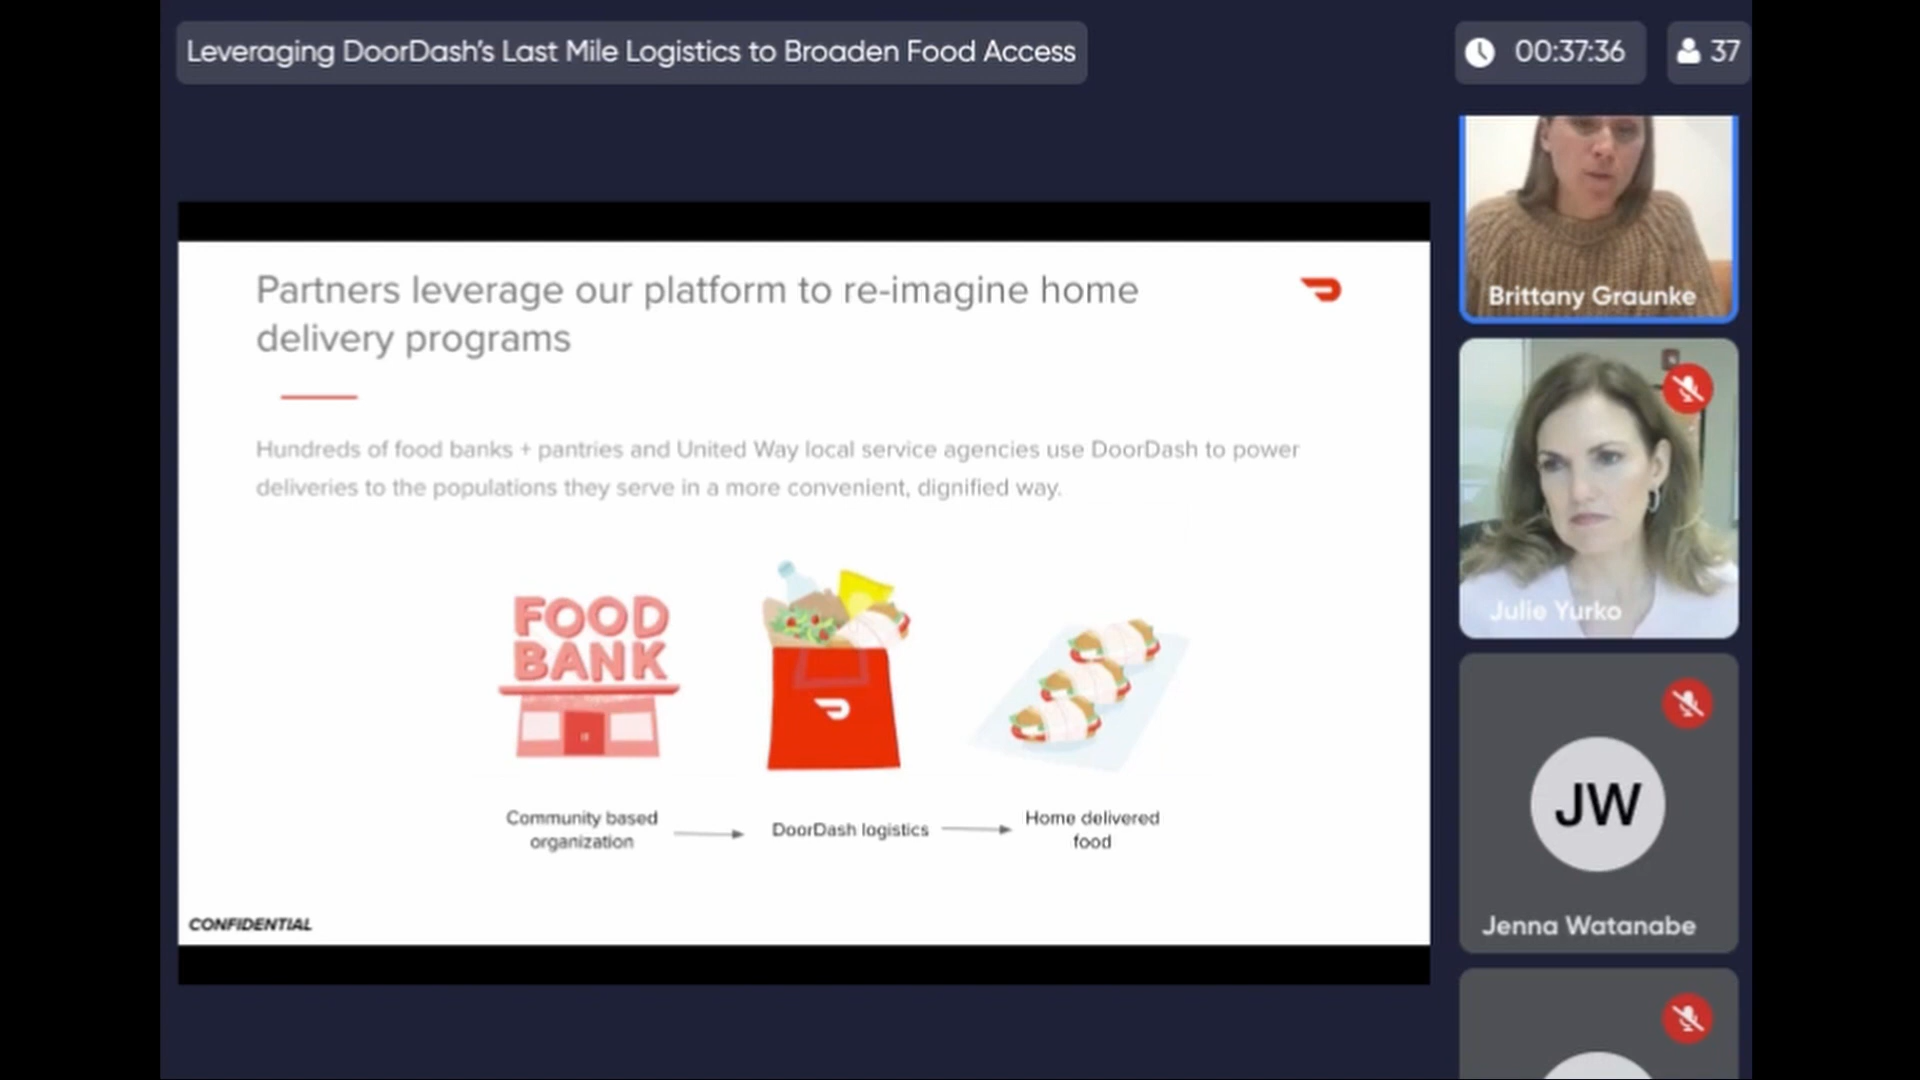 Leveraging DoorDash's Last Mile Logistics to Broaden Food Access
00:37:36
37
Partners leverage our platform to re-imagine home
delivery programs
Hundreds of food banks + pantries and United Way local service agencies use DoorDash to power
deliveries to the populations they serve in a more convenient, dignified way.
FOOD
BANK
Community based
organization
DoorDash logistics
Home delivered
food
CONFIDENTIAL
Brittany Graunke
Julie Yurko
JW
Jenna Watanabe